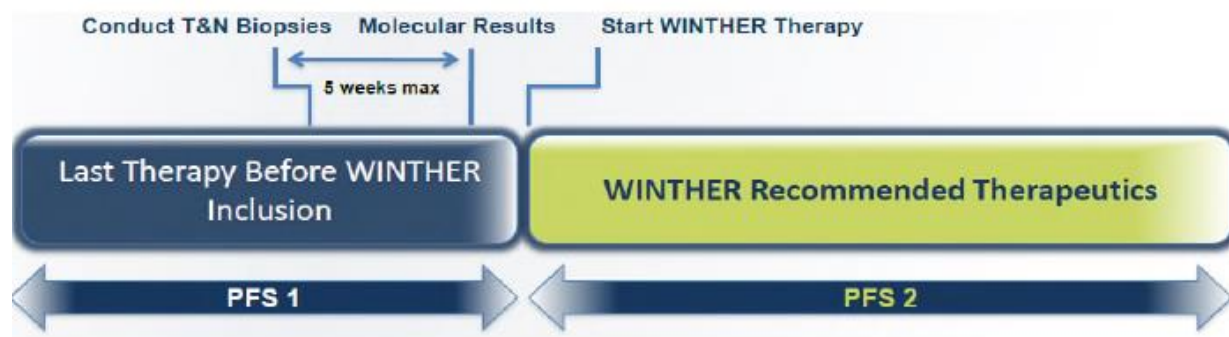 Conduct T&N Biopsies Molecular Results Start WINTHER Therapy
5 weeks max
Last Therapy Before WINTHER
Inclusion
WINTHER Recommended Therapeutics
PFS 1
PFS 2